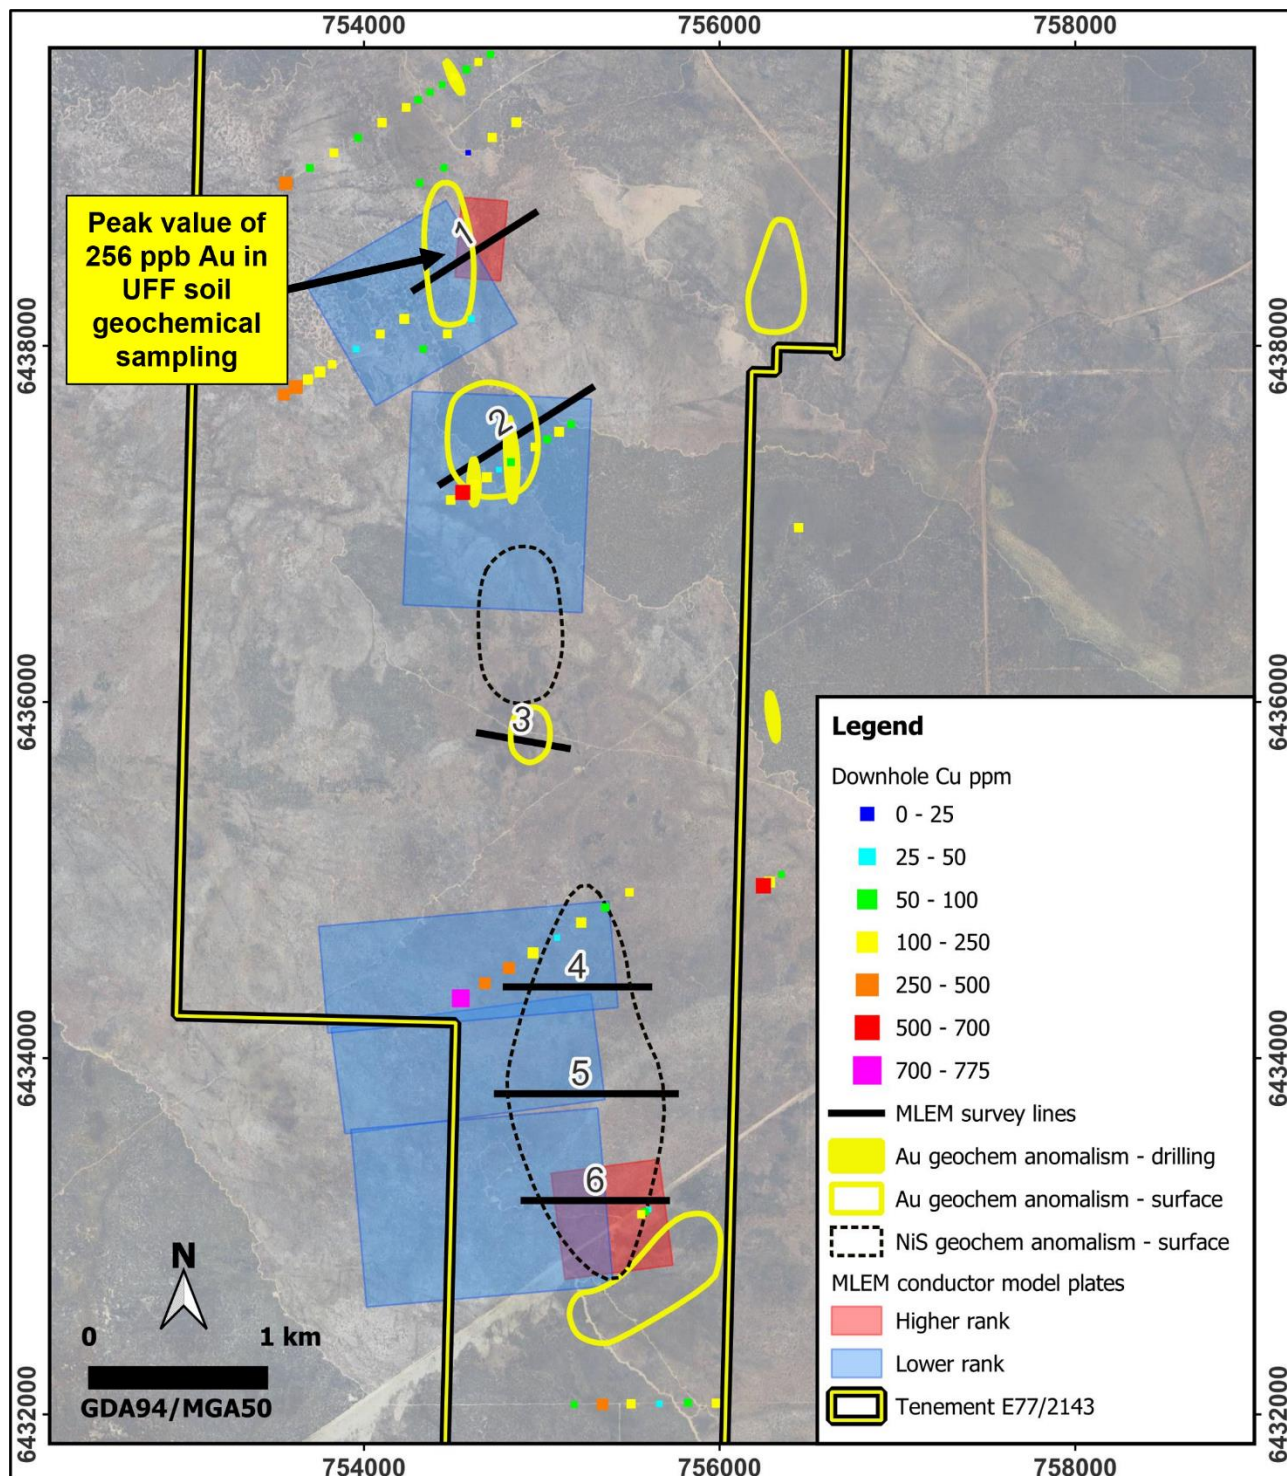 754000
756000
758000
6438000
6436000
6434000
6432000
6438000
6436000
6434000
6432000
Peak value of
256 ppb Au in
UFF soil
geochemical
sampling
1
2
3
4
5
6
N
0 1 km
GDA94/MGA50
Legend
Downhole Cu ppm
0 - 25
25 - 50
50 - 100
100 - 250
250 - 500
500 - 700
700 - 775
MLEM survey lines
Au geochem anomalism - drilling
Au geochem anomalism - surface
NiS geochem anomalism - surface
MLEM conductor model plates
Higher rank
Lower rank
Tenement E77/2143
754000
756000
758000